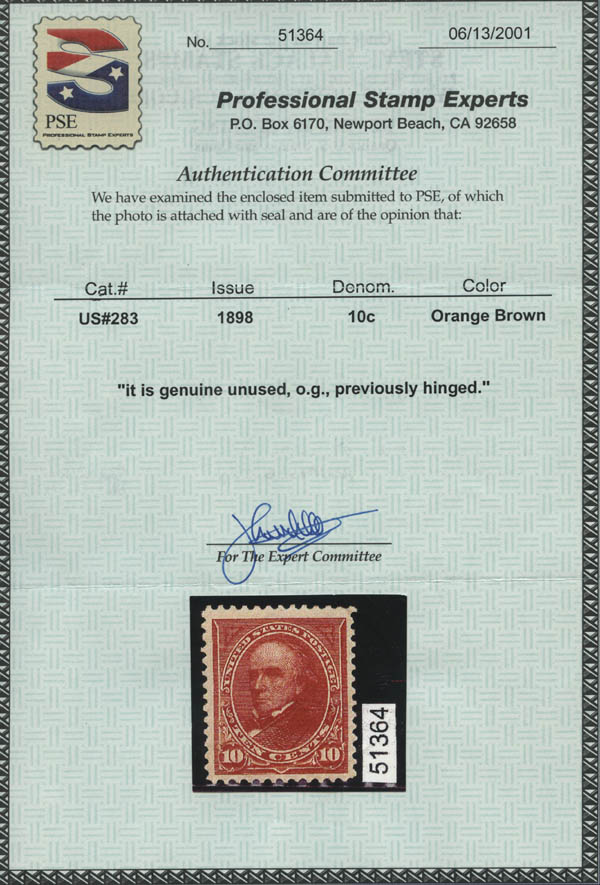 No. 51364
06/13/2001
PSE
PROFESSIONAL STAMP EXPERTS
Professional Stamp Experts
P.O. Box 6170, Newport Beach, CA 92658
Authentication Committee
We have examined the enclosed item submitted to PSE, of which
the photo is attached with seal and are of the opinion that:
Cat.# Issue Denom. Color
US#283 1898 10c Orange Brown
"it is genuine unused, o.g., previously hinged."
For The Expert Committee
UNITED STATES POSTAGE
10 TEN CENTS 10
51364